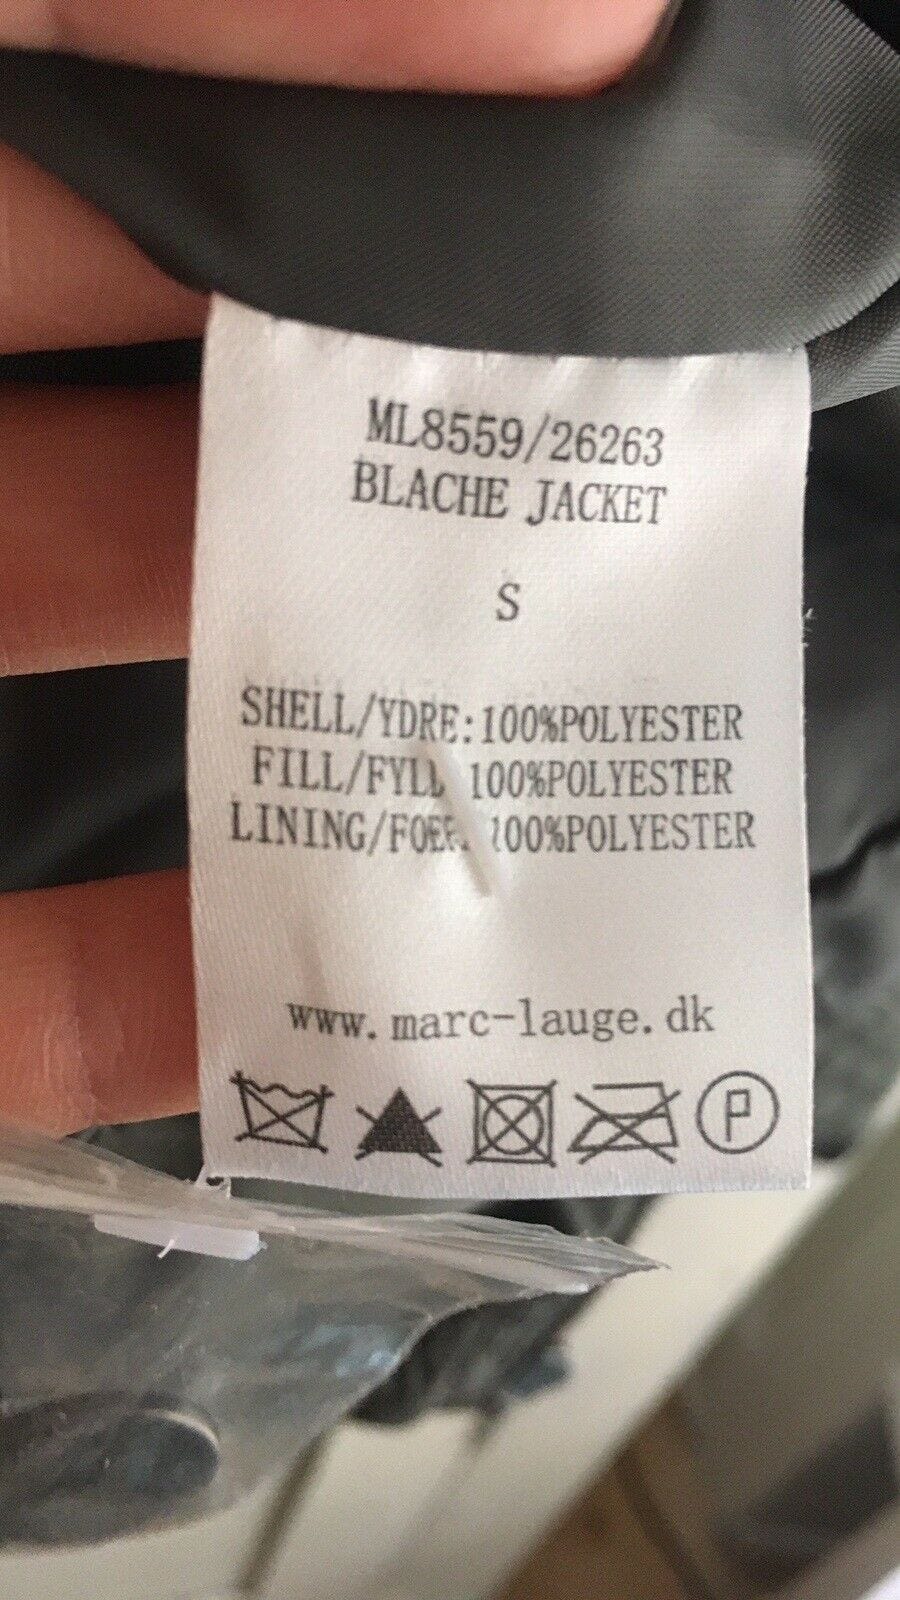 ML8559/26263
BLACHE JACKET
S
SHELL/YDRE:100%POLYESTER
FILL/FYLD 100%POLYESTER
LINING/FOER. 100%POLYESTER
www.marc-lauge.dk
P